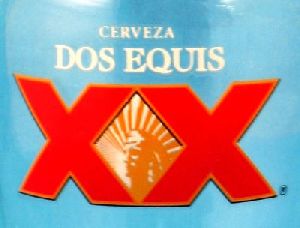 CERVEZA
DOS EQUIS
XX
®